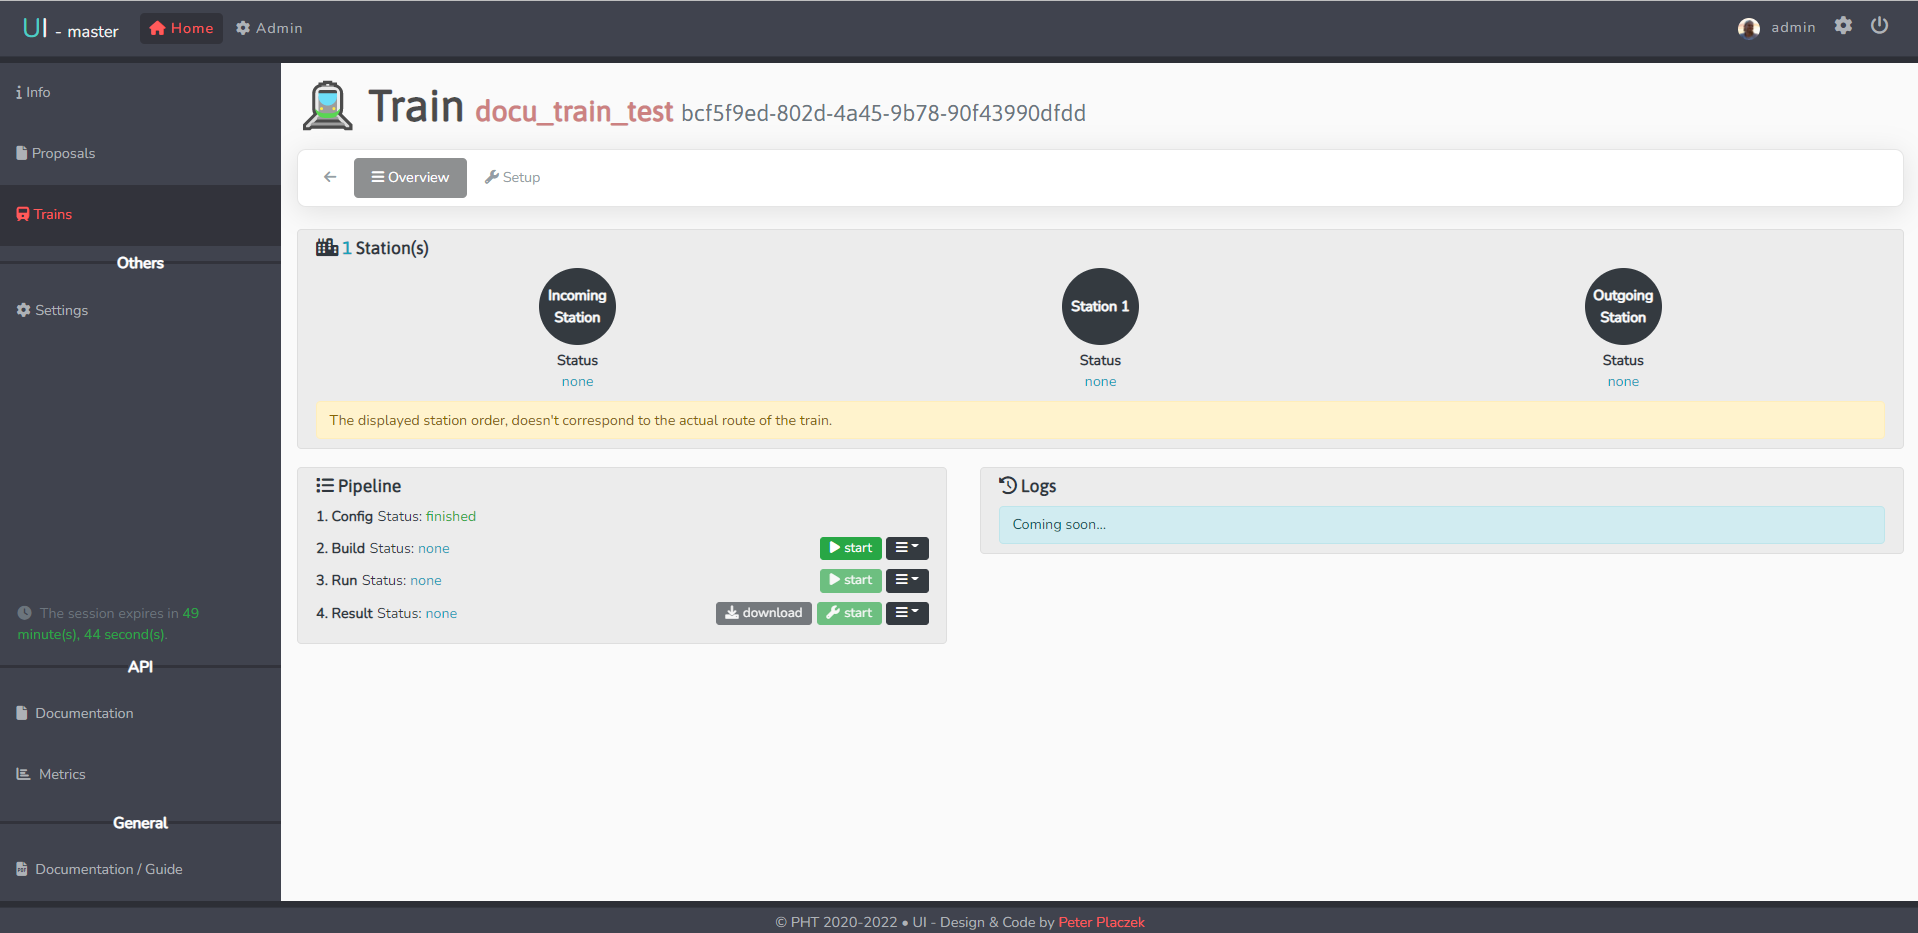 UI - master Home Admin admin
Info
Proposals
Trains
Others
Settings
The session expires in 49
minute(s), 44 second(s).
API
Documentation
Metrics
General
Documentation / Guide
Train docu_train_test bcf5f9ed-802d-4a45-9b78-90f43990dfdd
Overview Setup
1 Station(s)
Incoming
Station
Status
none
Station 1
Status
none
Outgoing
Station
Status
none
The displayed station order, doesn't correspond to the actual route of the train.
Pipeline
1. Config Status: finished
2. Build Status: none start
3. Run Status: none start
4. Result Status: none download start
Logs
Coming soon...
© PHT 2020-2022 • UI - Design & Code by Peter Placzek